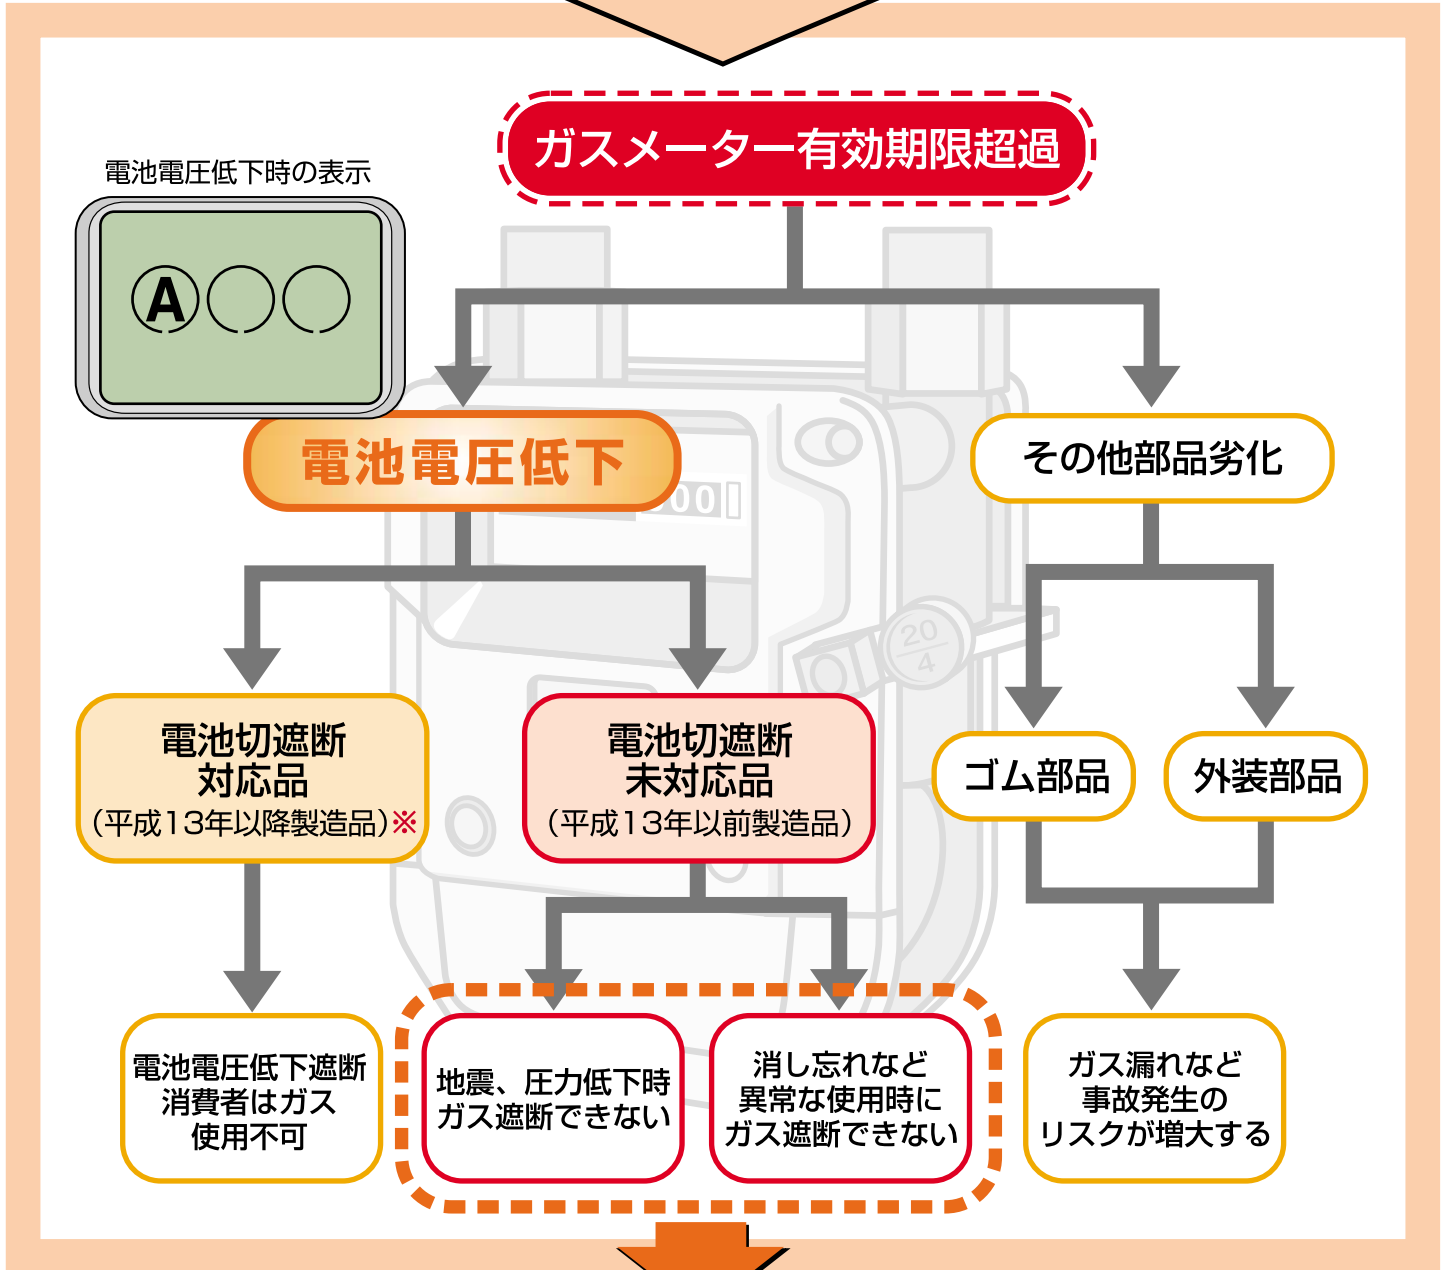 ガスメーター有効期限超過
電池電圧低下時の表示
A
電池電圧低下
その他部品劣化
00
20
4
電池切遮断
対応品
（平成13年以降製造品）※
電池切遮断
未対応品
（平成13年以前製造品）
ゴム部品
外装部品
電池電圧低下遮断
消費者はガス
使用不可
地震、圧力低下時
ガス遮断できない
消し忘れなど
異常な使用時に
ガス遮断できない
ガス漏れなど
事故発生の
リスクが増大する